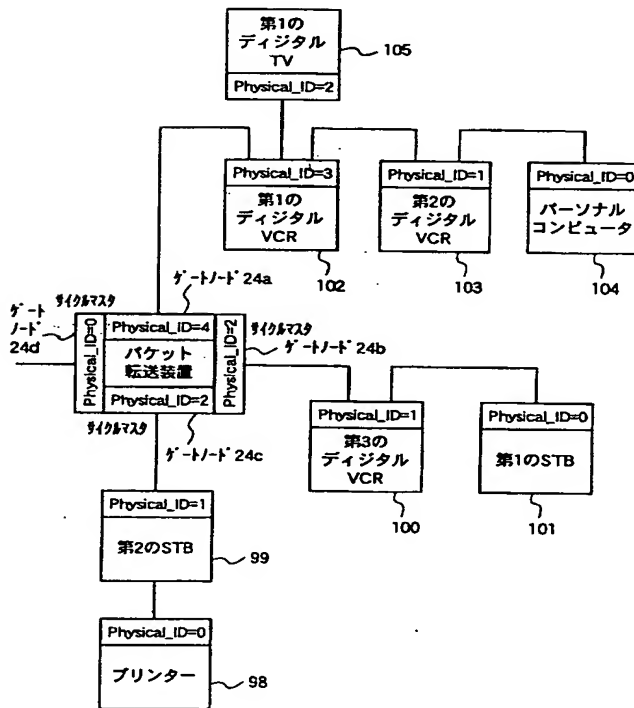 第1の
ディジタル
TV
Physical_ID=2
105
Physical_ID=3
第1の
ディジタル
VCR
102
Physical_ID=1
第2の
ディジタル
VCR
103
Physical_ID=0
パーソナル
コンピュータ
104
ゲートノード24a
サイクルマスタ
ゲート
ノード
24d
Physical_ID=0
Physical_ID=4
パケット
転送装置
Physical_ID=2
Physical_ID=2
サイクルマスタ
ゲートノード24b
サイクルマスタ
ゲートノード24c
Physical_ID=1
第3の
ディジタル
VCR
100
Physical_ID=0
第1のSTB
101
Physical_ID=1
第2のSTB
99
Physical_ID=0
プリンター
98